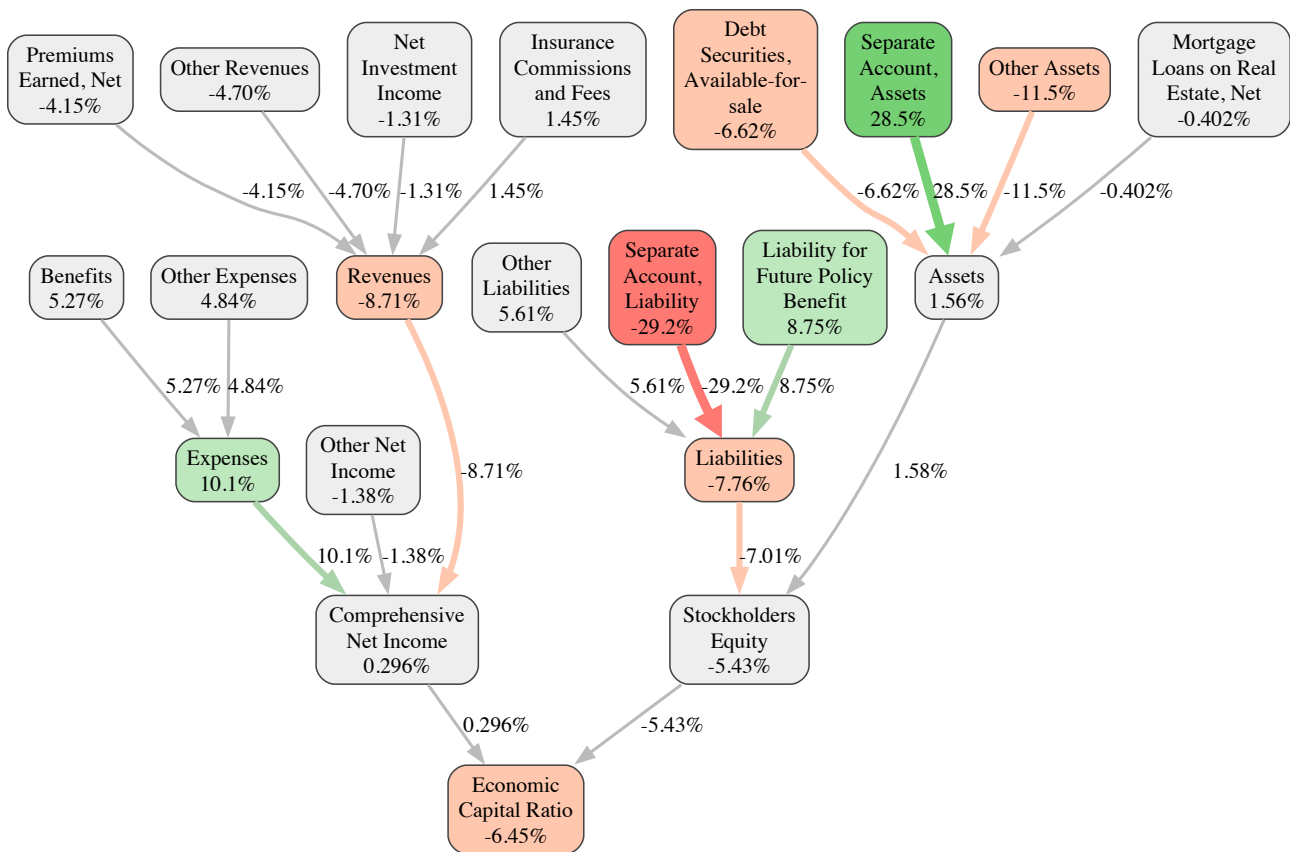 Premiums
Earned, Net
-4.15%
Other Revenues
-4.70%
Net
Investment
Income
-1.31%
Insurance
Commissions
and Fees
1.45%
Debt
Securities,
Available-for-
sale
-6.62%
Separate
Account,
Assets
28.5%
Other Assets
-11.5%
Mortgage
Loans on Real
Estate, Net
-0.402%
-4.15%
-4.70%
-1.31%
1.45%
-6.62%
28.5%
-11.5%
-0.402%
Benefits
5.27%
Other Expenses
4.84%
Revenues
-8.71%
Other
Liabilities
5.61%
Separate
Account,
Liability
-29.2%
Liability for
Future Policy
Benefit
8.75%
Assets
1.56%
5.27%
4.84%
5.61%
-29.2%
8.75%
Expenses
10.1%
Other Net
Income
-1.38%
-8.71%
Liabilities
-7.76%
1.58%
10.1%
-1.38%
-7.01%
Comprehensive
Net Income
0.296%
Stockholders
Equity
-5.43%
0.296%
-5.43%
Economic
Capital Ratio
-6.45%